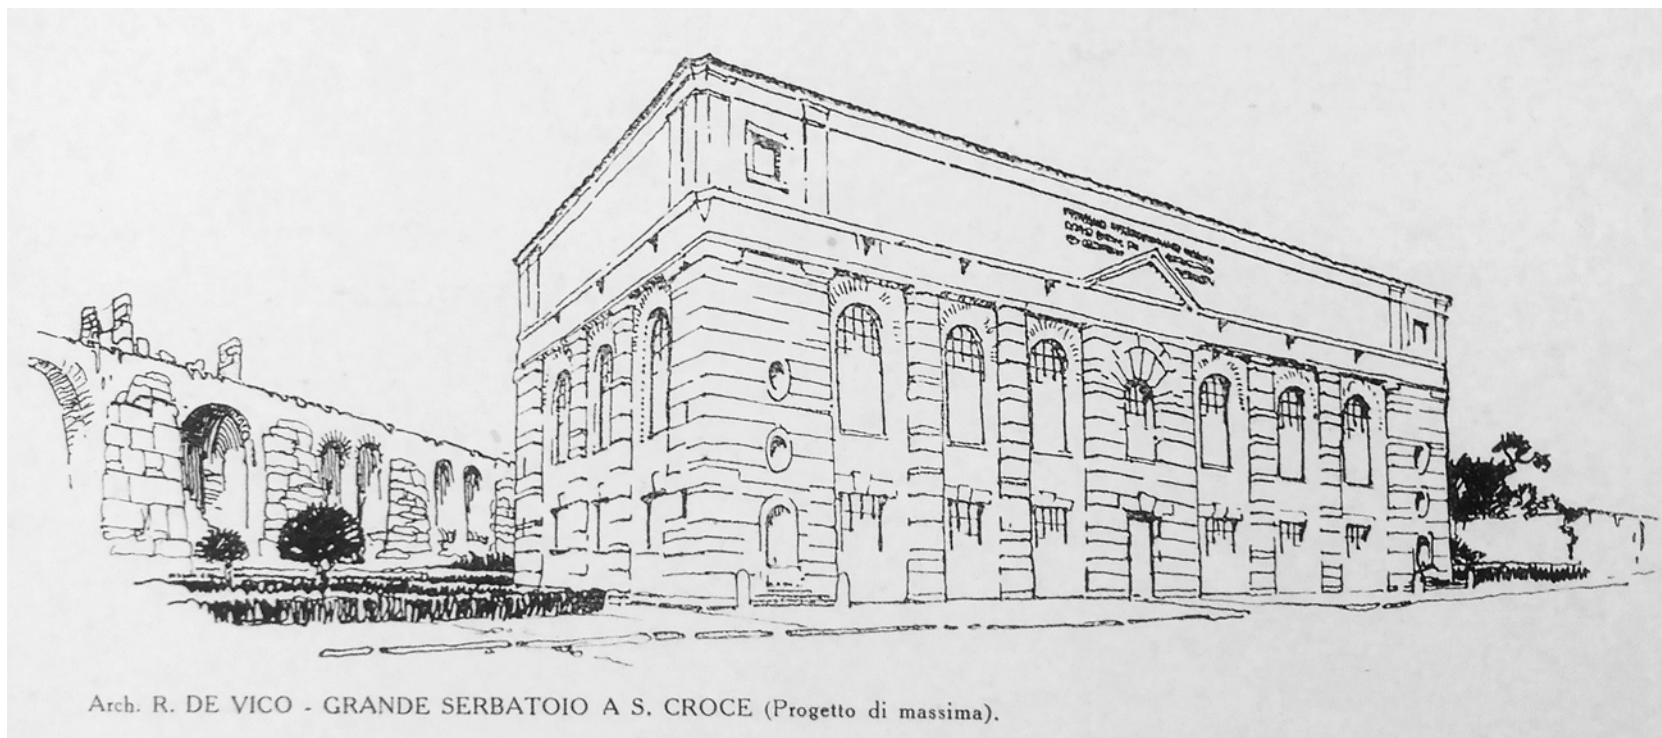 Arch. R. DE VICO - GRANDE SERBATOIO A S. CROCE (Progetto di massima).